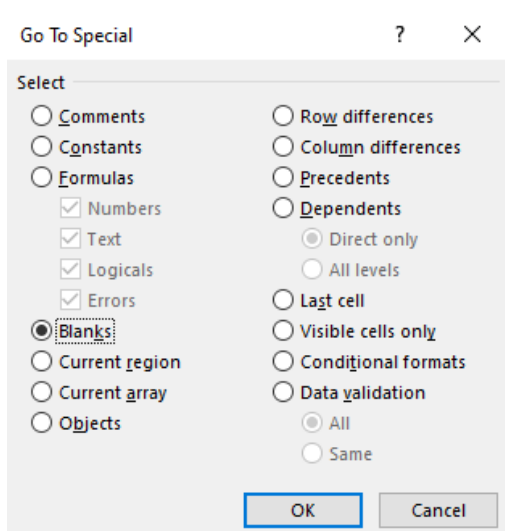 Go To Special ? ×
Select
Comments
Constants
Formulas
Numbers
Text
Logicals
Errors
Blanks
Current region
Current array
Objects
Row differences
Column differences
Precedents
Dependents
Direct only
All levels
Last cell
Visible cells only
Conditional formats
Data validation
All
Same
OK Cancel